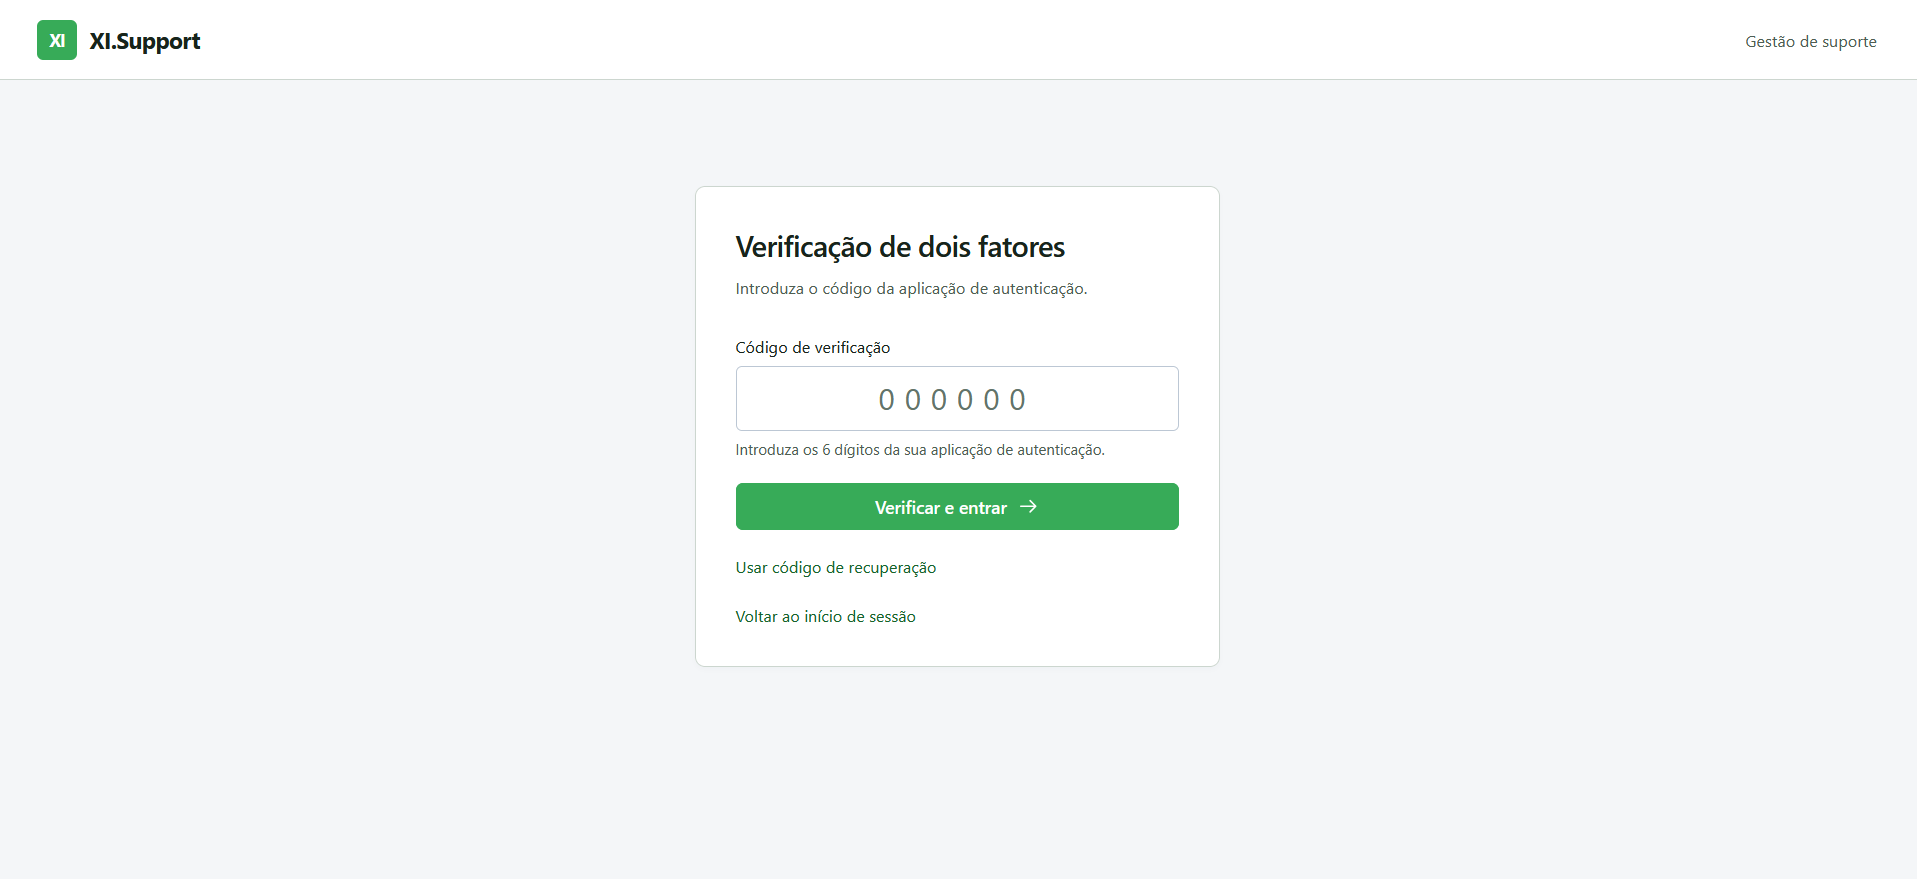 XI
XI.Support
Gestão de suporte
Verificação de dois fatores
Introduza o código da aplicação de autenticação.
Código de verificação
000000
Introduza os 6 dígitos da sua aplicação de autenticação.
Verificar e entrar →
Usar código de recuperação
Voltar ao início de sessão